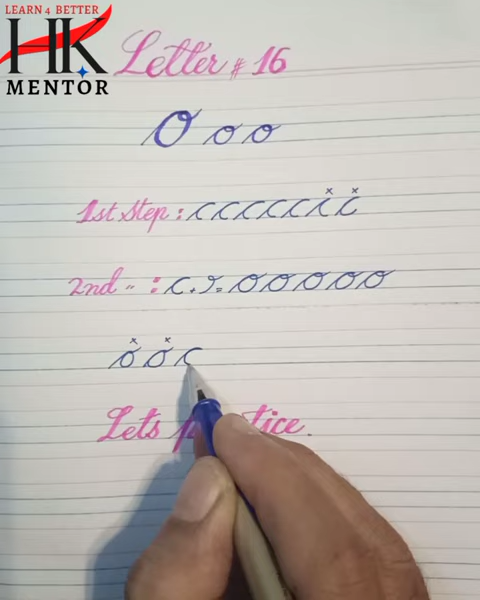 LEARN 4 BETTER
HK
MENTOR
Letter # 16
O o o
1st step : c c c c c c i c
2nd " : c + د = o o o o o
o o c
Lets practice.